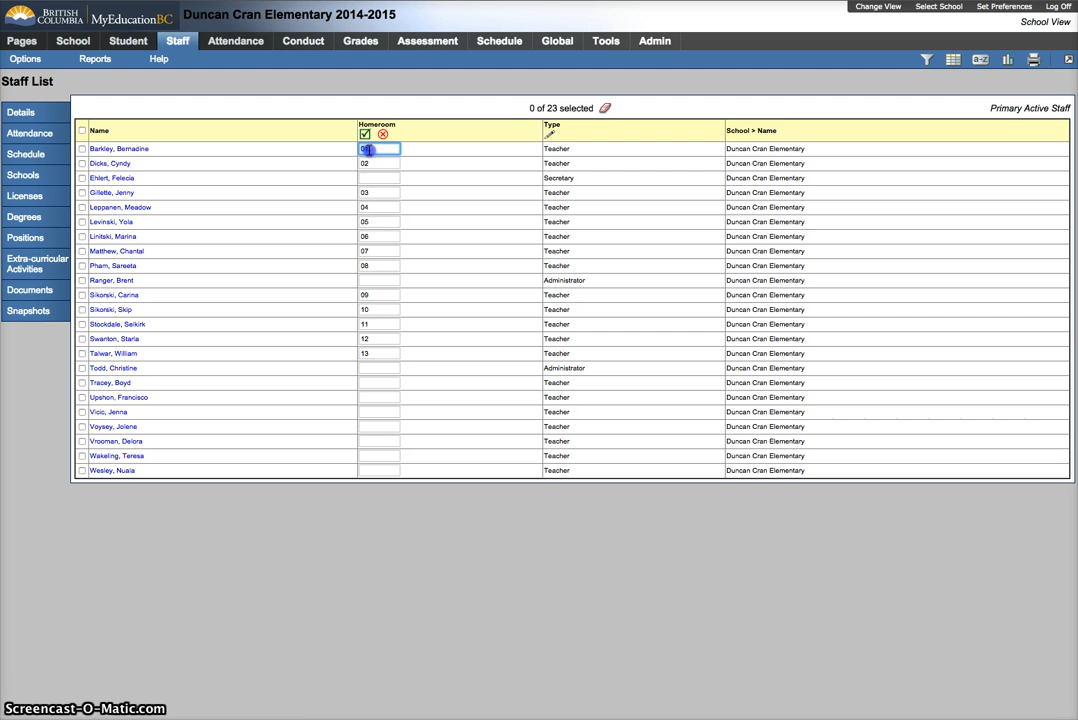 BRITISH COLUMBIA MyEducationBC Duncan Cran Elementary 2014-2015 Change View Select School Set Preferences Log Off
School View
Pages School Student Staff Attendance Conduct Grades Assessment Schedule Global Tools Admin
Options Reports Help a-z
Staff List
0 of 23 selected Primary Active Staff
Details
Attendance
Schedule
Schools
Licenses
Degrees
Positions
Extra-curricular Activities
Documents
Snapshots
Name Homeroom Type School > Name
Barkley, Bernadine Teacher Duncan Cran Elementary
Dicks, Cyndy 02 Teacher Duncan Cran Elementary
Ehlert, Felecia Secretary Duncan Cran Elementary
Gillette, Jenny 03 Teacher Duncan Cran Elementary
Leppanen, Meadow 04 Teacher Duncan Cran Elementary
Levinski, Yola 05 Teacher Duncan Cran Elementary
Linitski, Marina 06 Teacher Duncan Cran Elementary
Matthew, Chantal 07 Teacher Duncan Cran Elementary
Pham, Sareeta 08 Teacher Duncan Cran Elementary
Ranger, Brent Administrator Duncan Cran Elementary
Sikorski, Carina 09 Teacher Duncan Cran Elementary
Sikorski, Skip 10 Teacher Duncan Cran Elementary
Stockdale, Selkirk 11 Teacher Duncan Cran Elementary
Swanton, Starla 12 Teacher Duncan Cran Elementary
Talwar, William 13 Teacher Duncan Cran Elementary
Todd, Christine Administrator Duncan Cran Elementary
Tracey, Boyd Teacher Duncan Cran Elementary
Upshon, Francisco Teacher Duncan Cran Elementary
Vicic, Jenna Teacher Duncan Cran Elementary
Voysey, Jolene Teacher Duncan Cran Elementary
Vrooman, Delora Teacher Duncan Cran Elementary
Wakeling, Teresa Teacher Duncan Cran Elementary
Wesley, Nuala Teacher Duncan Cran Elementary
Screencast-O-Matic.com